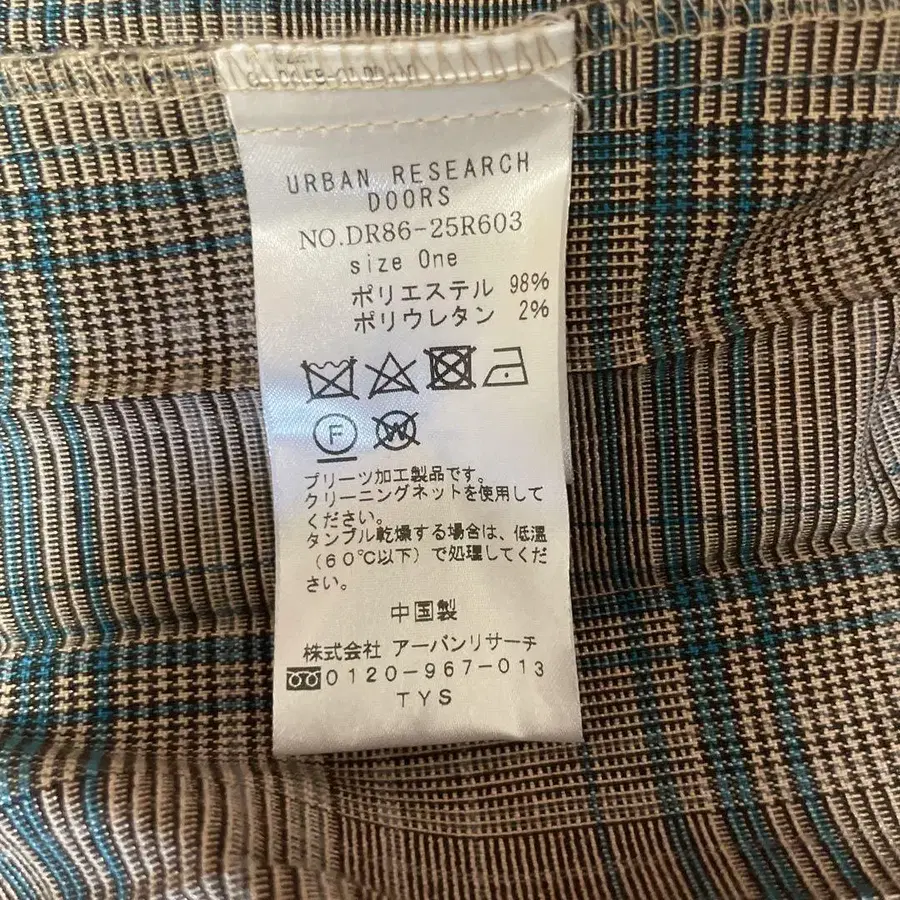 URBAN RESEARCH
DOORS
NO.DR86-25R603
size One
ポリエステル 98%
ポリウレタン 2%
F
W
プリーツ加工製品です。
クリーニングネットを使用して
ください。
タンブル乾燥する場合は、低温
(60℃以下)で処理してくだ
さい。
中国製
株式会社 アーバンリサーチ
0120-967-013
TYS